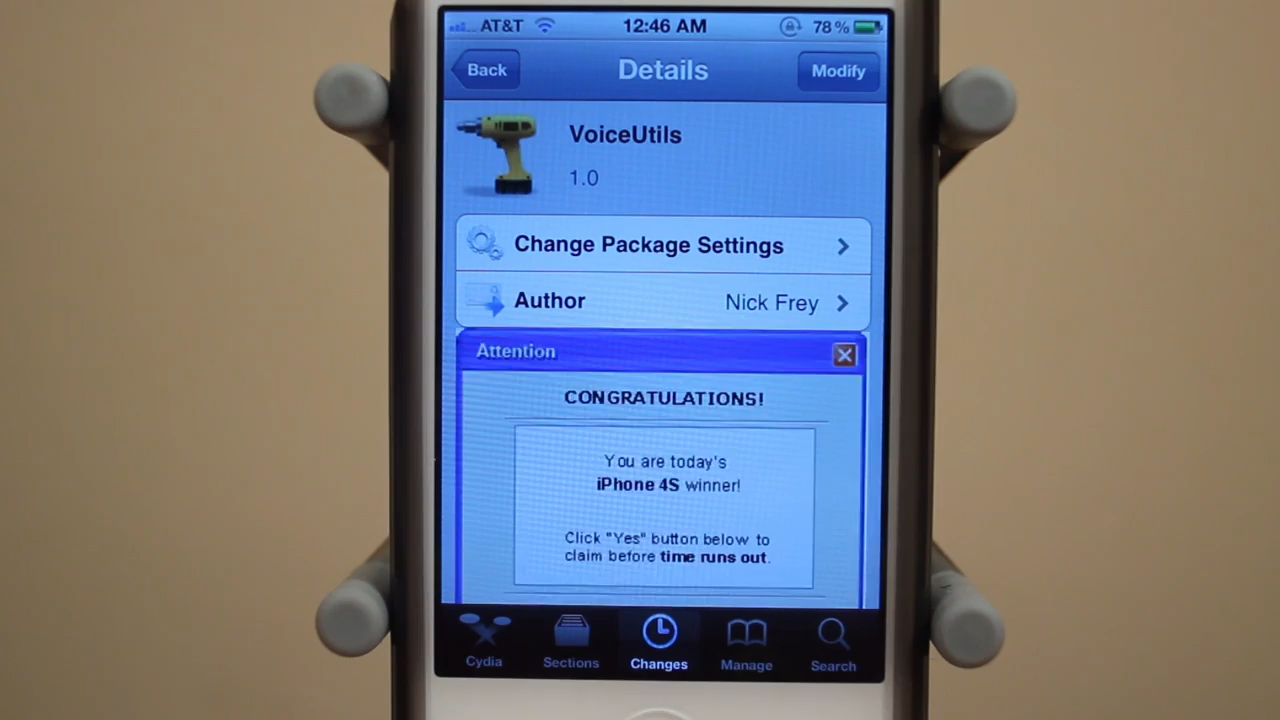 AT&T 12:46 AM 78%
Back Details Modify
VoiceUtils
1.0
Change Package Settings
Author Nick Frey
Attention
CONGRATULATIONS!
You are today's
iPhone 4S winner!
Click "Yes" button below to
claim before time runs out.
Cydia Sections Changes Manage Search